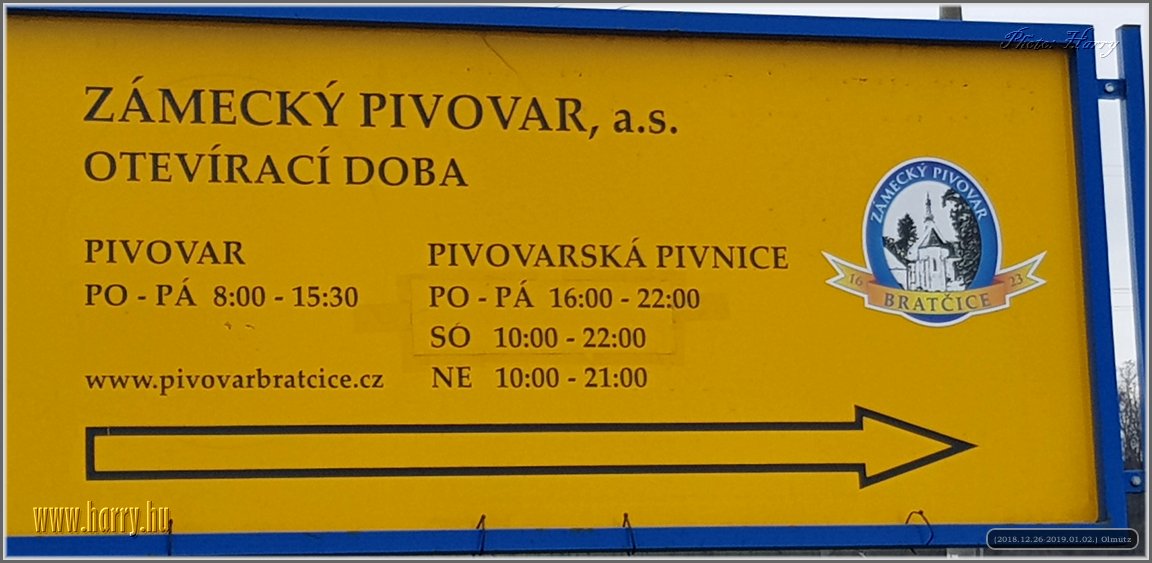 Photo: Harry
ZÁMECKÝ PIVOVAR, a.s.
OTEVÍRACÍ DOBA
PIVOVAR
PO - PÁ 8:00 - 15:30
www.pivovarbratcice.cz
PIVOVARSKÁ PIVNICE
PO - PÁ 16:00 - 22:00
SÓ 10:00 - 22:00
NE 10:00 - 21:00
ZÁMECKÝ PIVOVAR
16 23
BRATČICE
www.harry.hu
(2018.12.26-2019.01.02.) Olmutz